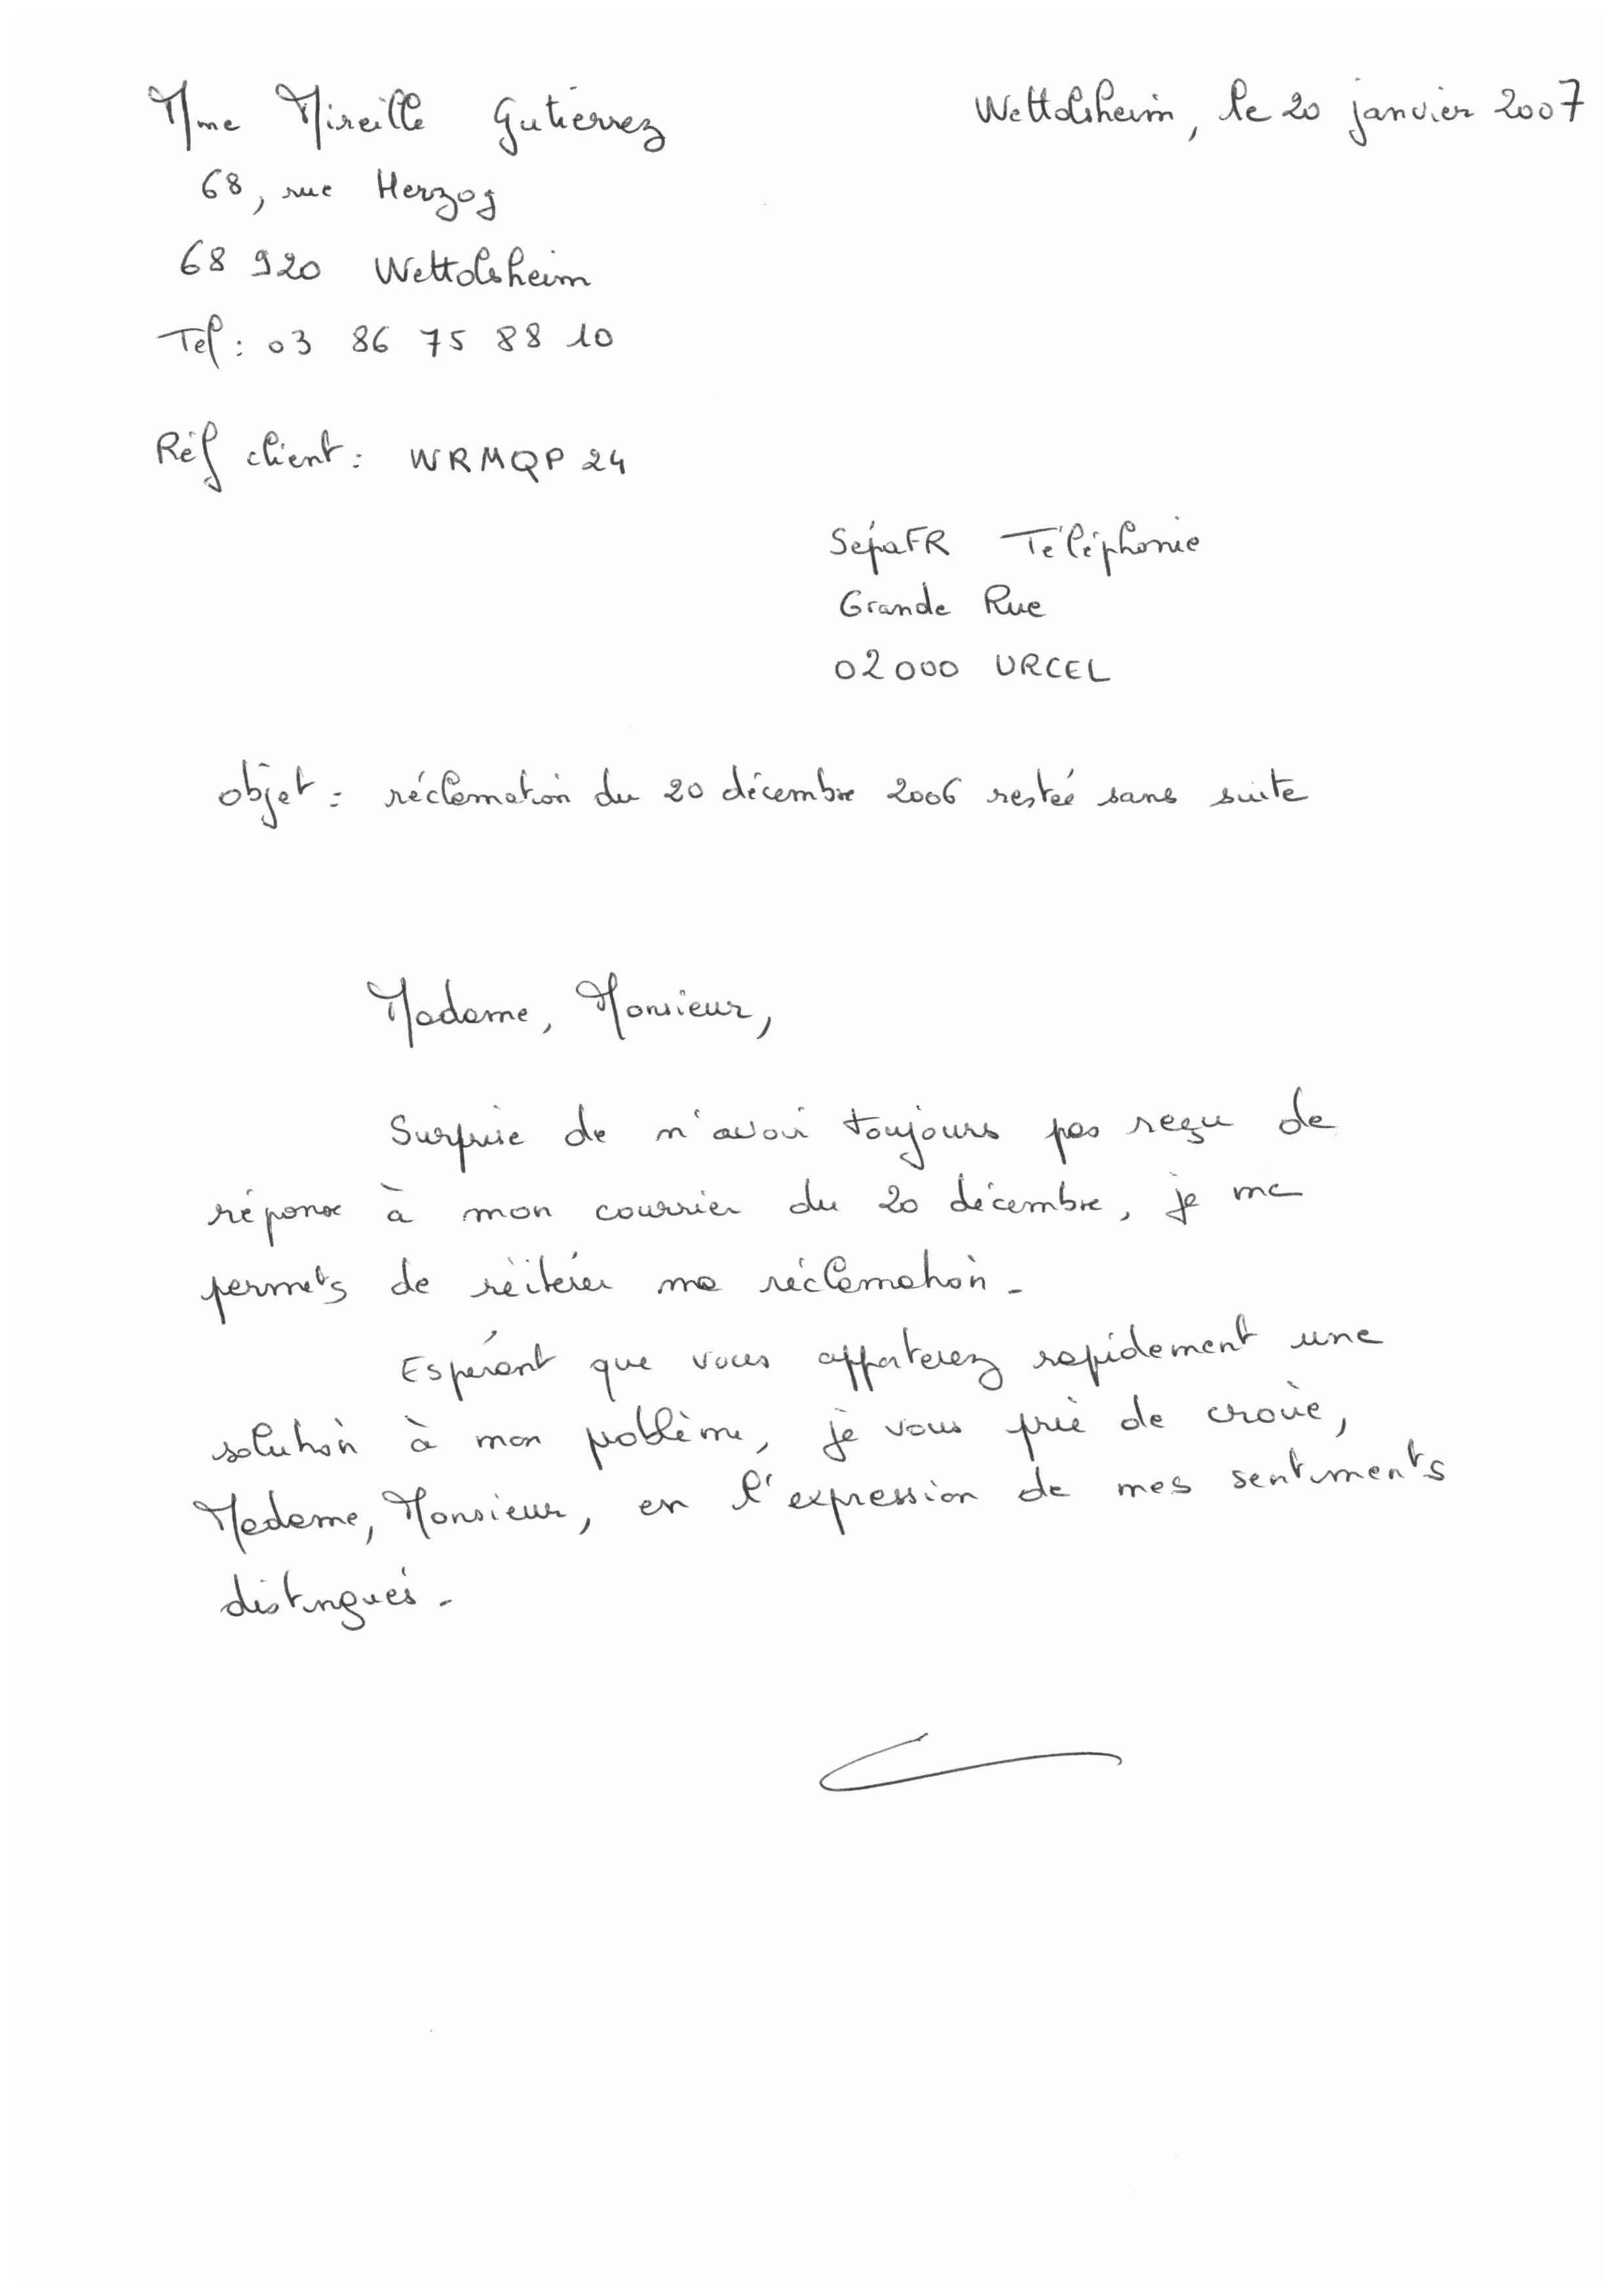 Mme Mireille Gutierrez
Wettolsheim, le 20 janvier 2007
68, rue Herzog
68 920 Wettolsheim
Tel : 03 86 75 88 10
Réf client : WRMQP 24
SépaFR Téléphonie
Grande Rue
02 000 URCEL
objet : réclamation du 20 décembre 2006 restée sans suite
Madame, Monsieur,
Surprise de n'avoir toujours pas reçu de
réponse à mon courrier du 20 décembre, je me
permets de réitérer ma réclamation.
Espérant que vous apporterez rapidement une
solution à mon problème, je vous prie de croire,
Madame, Monsieur, en l'expression de mes sentiments
distingués.